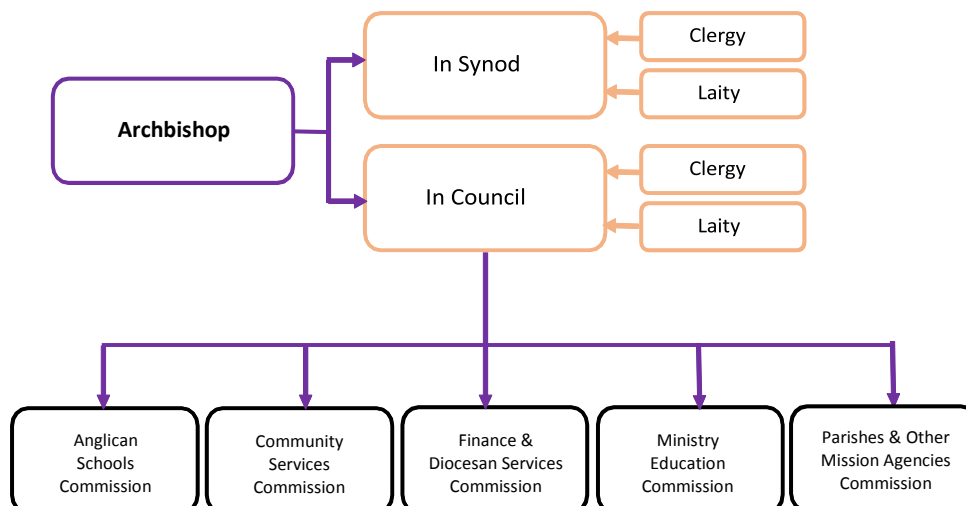 Clergy
In Synod
Laity
Archbishop
Clergy
In Council
Laity
Anglican
Schools
Commission
Community
Services
Commission
Finance &
Diocesan Services
Commission
Ministry
Education
Commission
Parishes & Other
Mission Agencies
Commission